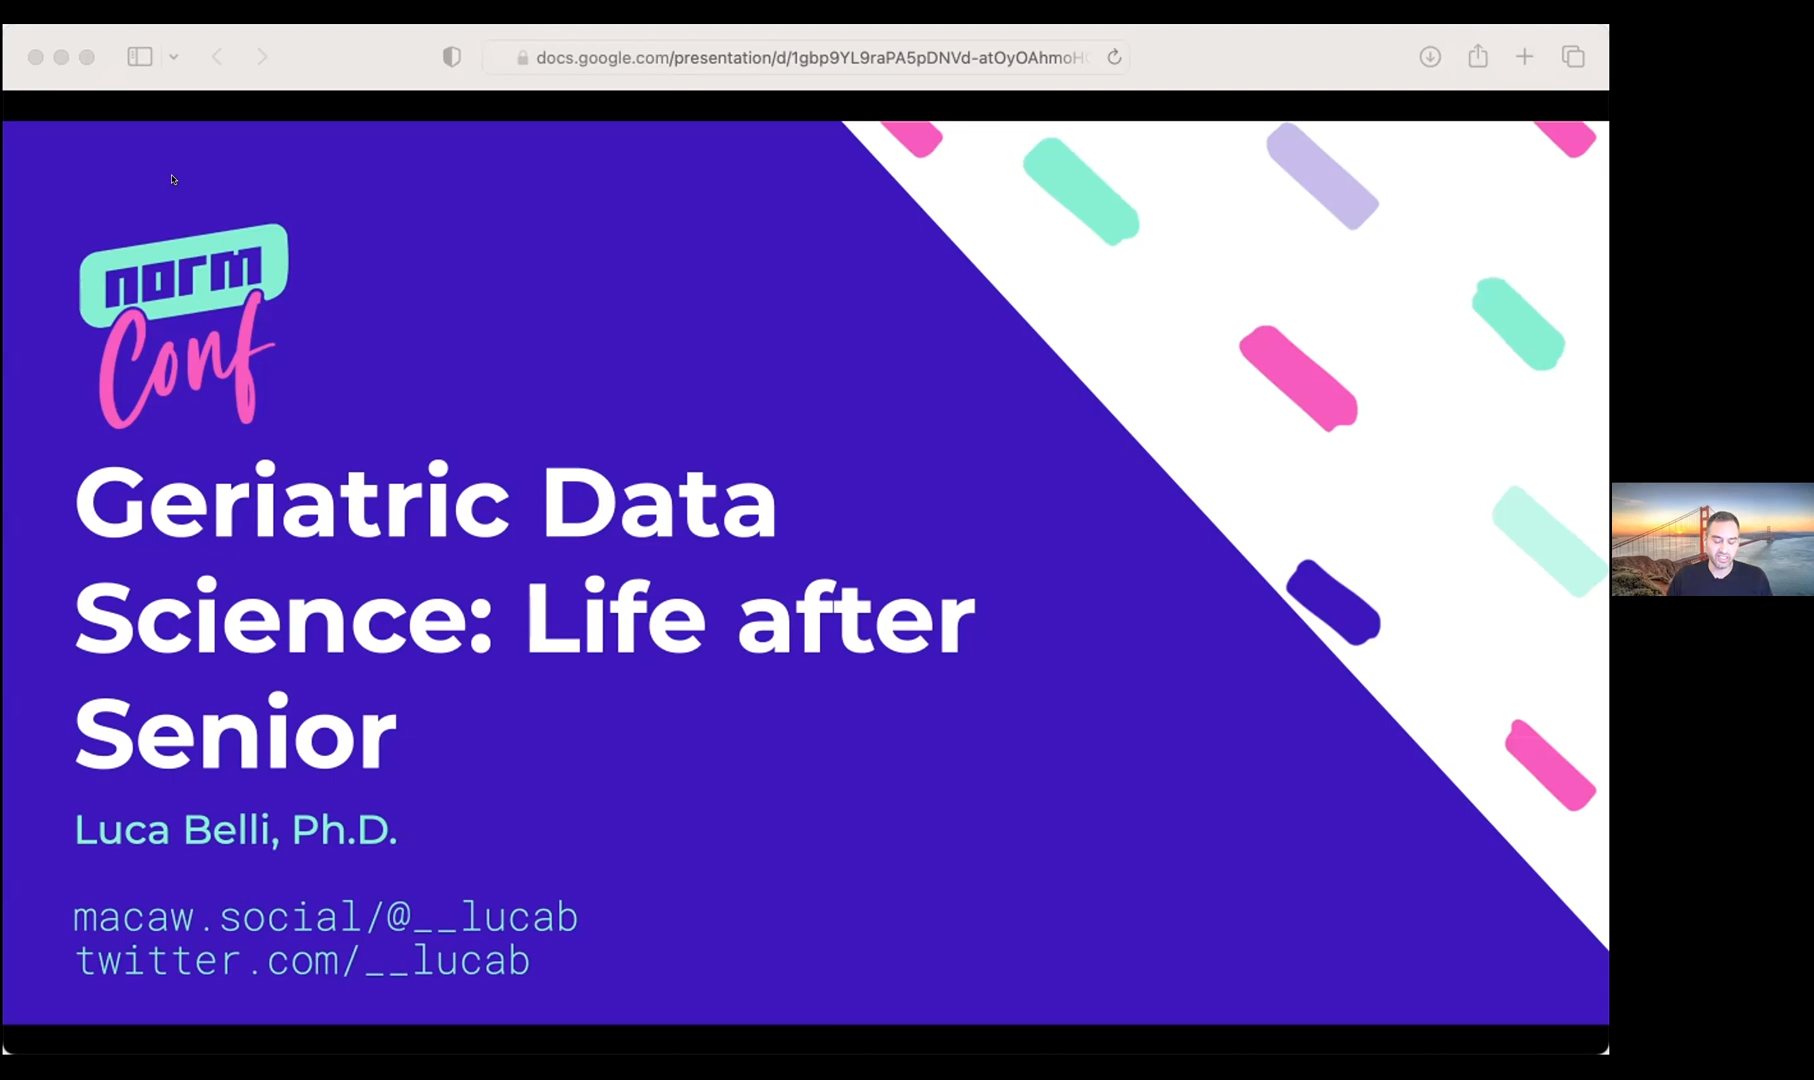 docs.google.com/presentation/d/1gbp9YL9raPA5pDNVd-atOyOAhmoH
norm
Conf
Geriatric Data
Science: Life after
Senior
Luca Belli, Ph.D.
macaw.social/@__lucab
twitter.com/__lucab